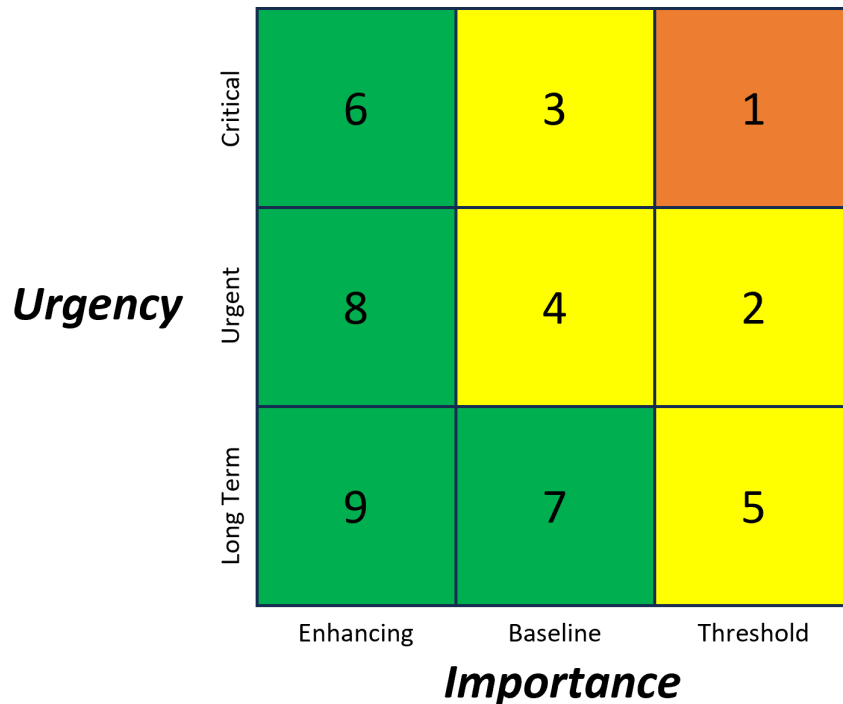 Critical
6
3
1
Urgency
Urgent
8
4
2
Long Term
9
7
5
Enhancing
Baseline
Threshold
Importance